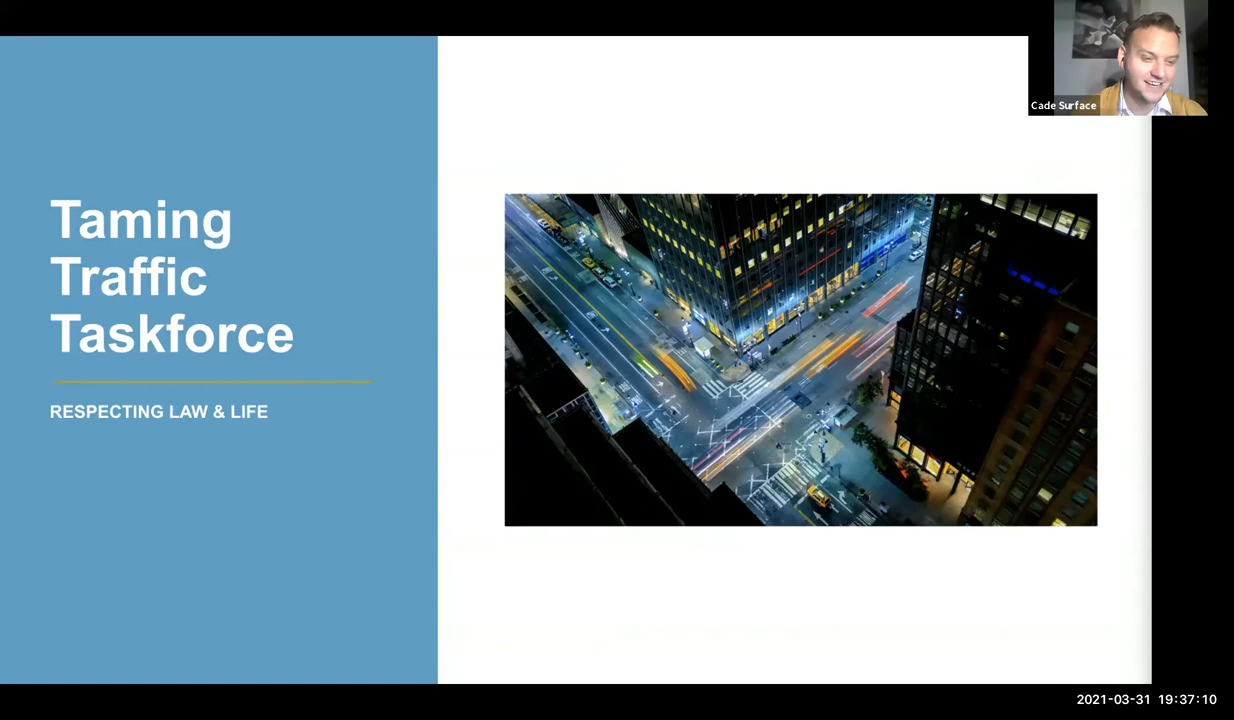 Cade Surface
Taming
Traffic
Taskforce
RESPECTING LAW & LIFE
2021-03-31 19:37:10